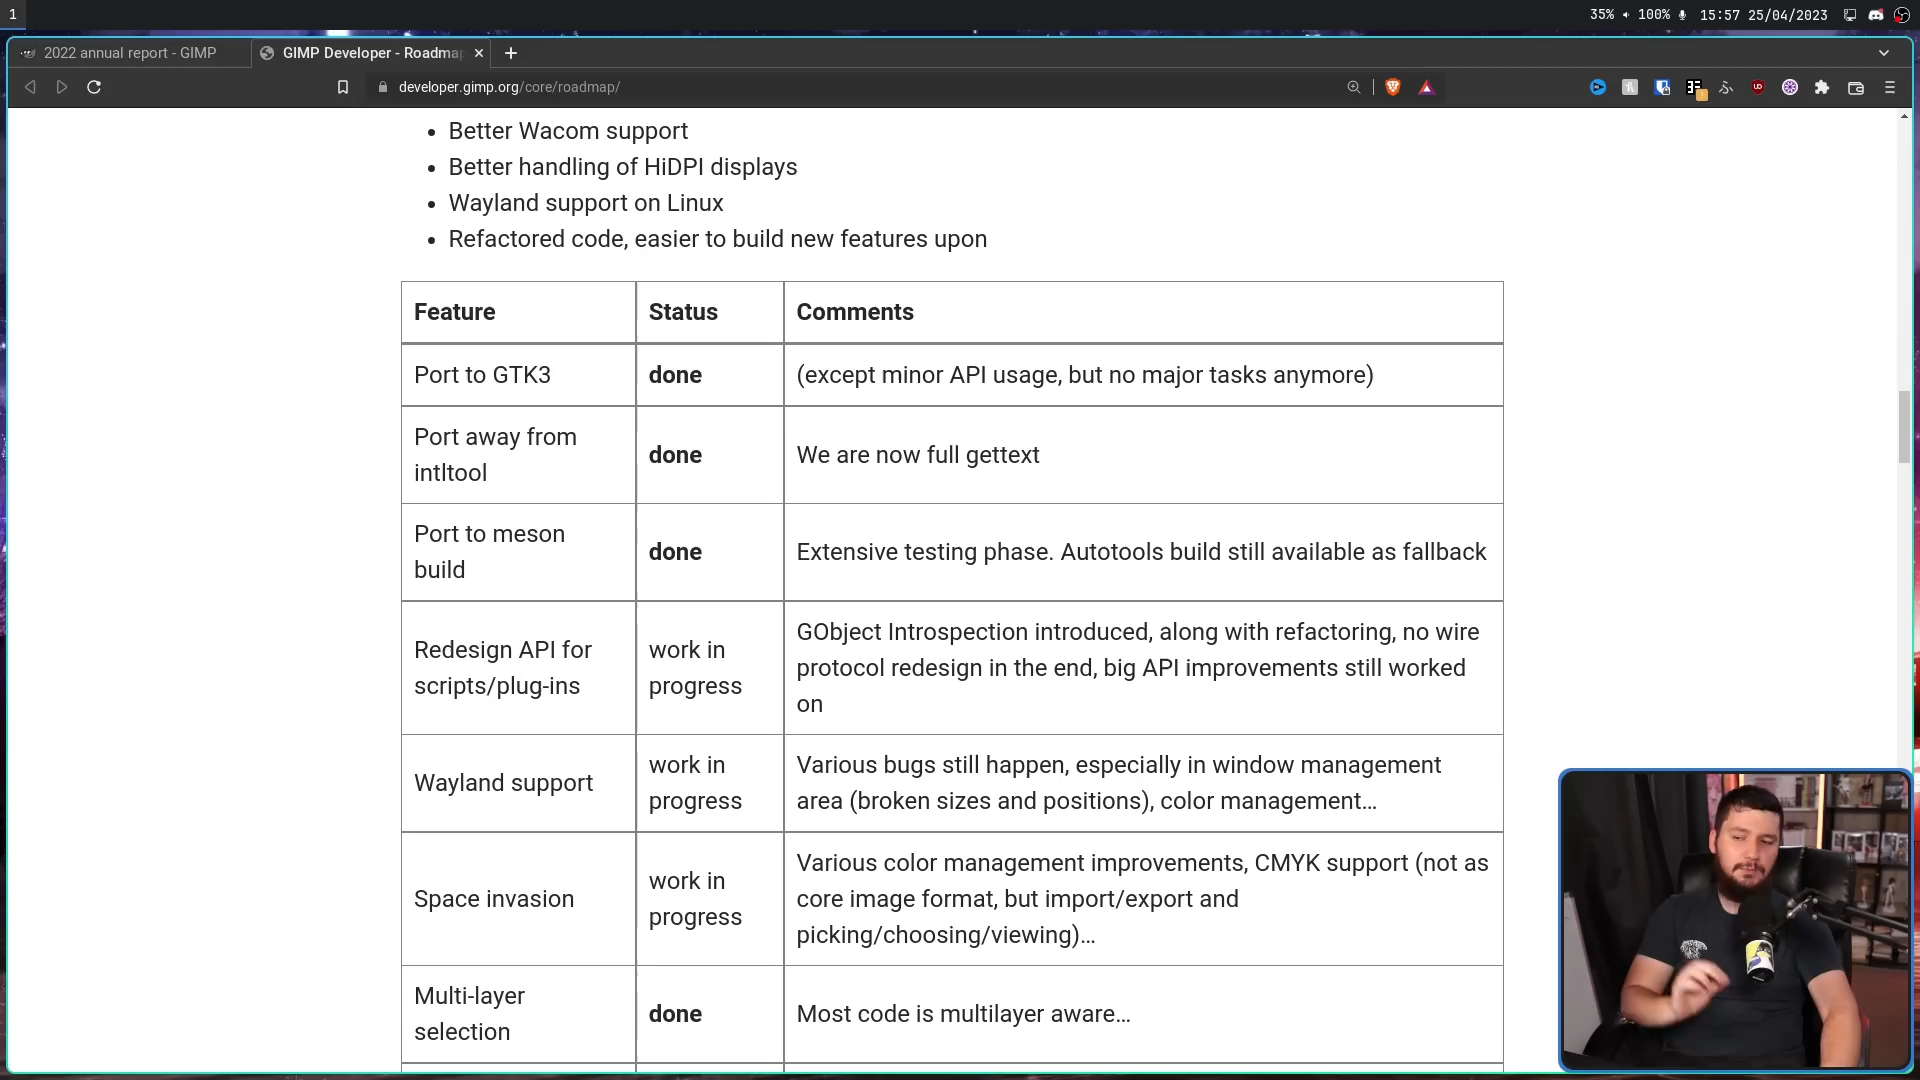 1
35% 100% 15:57 25/04/2023
2022 annual report - GIMP
GIMP Developer - Roadma
developer.gimp.org/core/roadmap/
• Better Wacom support
• Better handling of HiDPI displays
• Wayland support on Linux
• Refactored code, easier to build new features upon
Feature Status Comments
Port to GTK3 done (except minor API usage, but no major tasks anymore)
Port away from
intltool
done
We are now full gettext
Port to meson
build
done
Extensive testing phase. Autotools build still available as fallback
Redesign API for
scripts/plug-ins
work in
progress
GObject Introspection introduced, along with refactoring, no wire
protocol redesign in the end, big API improvements still worked
on
Wayland support
work in
progress
Various bugs still happen, especially in window management
area (broken sizes and positions), color management…
Space invasion
work in
progress
Various color management improvements, CMYK support (not as
core image format, but import/export and
picking/choosing/viewing)…
Multi-layer
selection
done
Most code is multilayer aware…